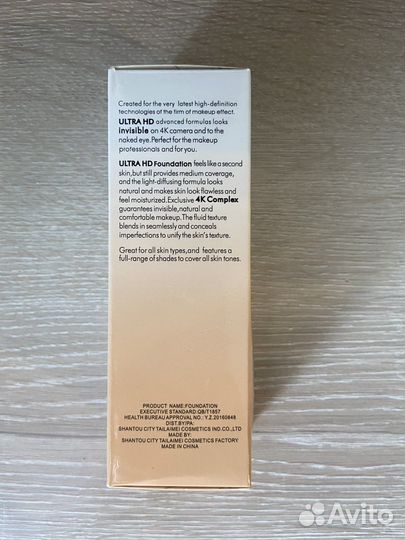 Created for the very latest high-definition
technologies of the tirm of makeup effect.
ULTRA HD advanced formulas looks
invisible on 4K camera and to the
naked eye.Perfect for the makeup
professionals and for you.
ULTRA HD Foundation feels like a second
skin,but still provides medium coverage,
and the light-diffusing formula looks
natural and makes skin look flawless and
feel moisturized.Exclusive 4K Complex
guarantees invisible,natural and
comfortable makeup.The fluid texture
blends in seamlessly and conceals
imperfections to unify the skin's texture.
Great for all skin types,and features a
full-range of shades to cover all skin tones.
PRODUCT NAME:FOUNDATION
EXECUTIVE STANDARD:QB/T1857
HEALTH BUREAU APPROVAL NO.: Y.Z.20160848
DIST.BY/PA:
SHANTOU CITY TAILAIMEI COSMETICS IND.CO.,LTD
MADE BY:
SHANTOU CITY TAILAIMEI COSMETICS FACTORY
MADE IN CHINA
Avito